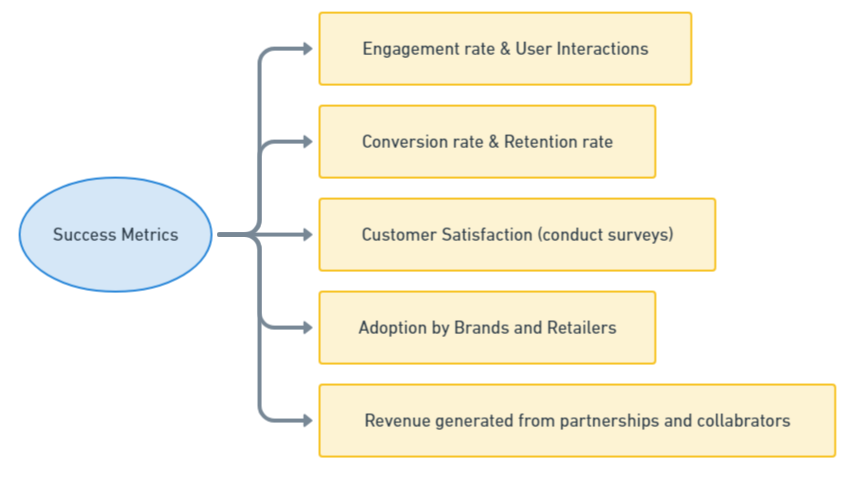 Engagement rate & User Interactions
Conversion rate & Retention rate
Success Metrics
Customer Satisfaction (conduct surveys)
Adoption by Brands and Retailers
Revenue generated from partnerships and collabrators